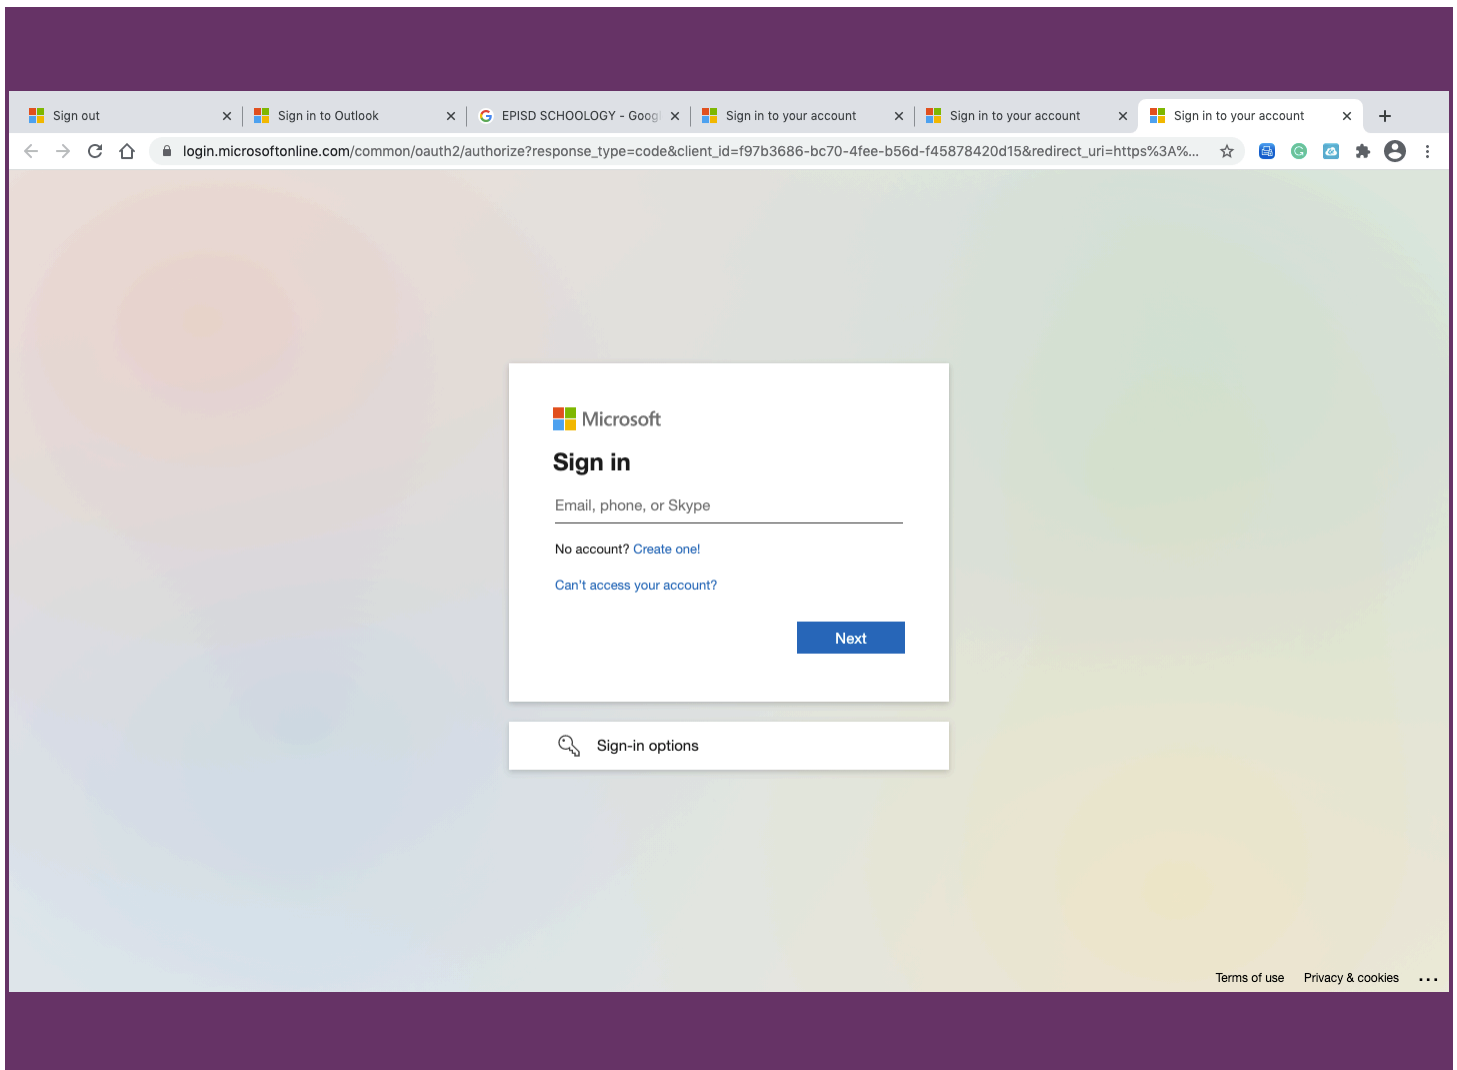 Sign out
Sign in to Outlook
EPISD SCHOOLOGY - Goog
Sign in to your account
Sign in to your account
Sign in to your account
login.microsoftonline.com/common/oauth2/authorize?response_type=code&client_id=f97b3686-bc70-4fee-b56d-f45878420d15&redirect_uri=https%3A%...
Microsoft
Sign in
Email, phone, or Skype
No account? Create one!
Can't access your account?
Next
Sign-in options
Terms of use Privacy & cookies ...